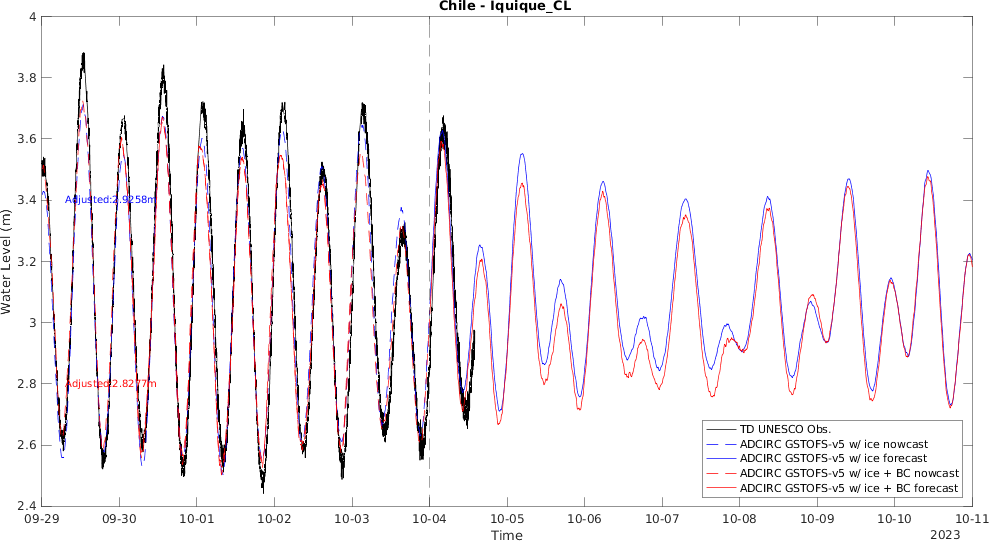 Chile - Iquique_CL
4
3.8
3.6
3.4
3.2
3
2.8
2.6
2.4
Water Level (m)
Adjusted:2.9258m
Adjusted:2.8277m
TD UNESCO Obs.
ADCIRC GSTOFS-v5 w/ ice nowcast
ADCIRC GSTOFS-v5 w/ ice forecast
ADCIRC GSTOFS-v5 w/ ice + BC nowcast
ADCIRC GSTOFS-v5 w/ ice + BC forecast
09-29 09-30 10-01 10-02 10-03 10-04 10-05 10-06 10-07 10-08 10-09 10-10 10-11
Time
2023